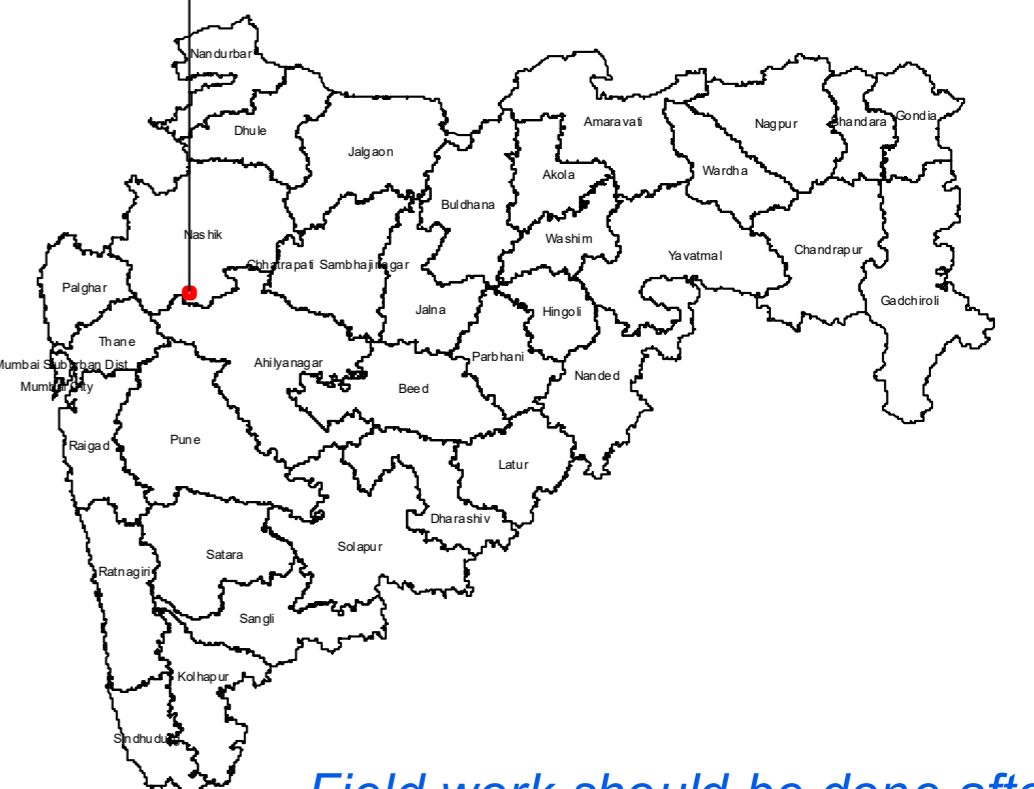 Nandurbar
Dhule
Jalgaon
Amaravati
Nagpur
Bhandara
Gondia
Akola
Wardha
Buldhana
Nashik
Washim
Yavatmal
Chandrapur
Chhatrapati Sambhajinagar
Palghar
Gadchiroli
Jalna
Hingoli
Thane
Parbhani
Mumbai Suburban Dist
Ahilyanagar
Nanded
Mumbai City
Beed
Raigad
Pune
Latur
Dharashiv
Solapur
Satara
Ratnagiri
Sangli
Kolhapur
Field work should be done afte